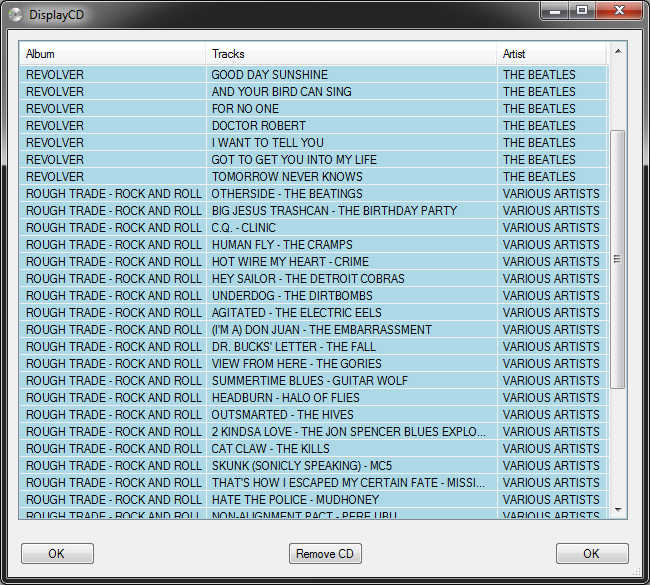 DisplayCD
Album Tracks Artist
REVOLVER GOOD DAY SUNSHINE THE BEATLES
REVOLVER AND YOUR BIRD CAN SING THE BEATLES
REVOLVER FOR NO ONE THE BEATLES
REVOLVER DOCTOR ROBERT THE BEATLES
REVOLVER I WANT TO TELL YOU THE BEATLES
REVOLVER GOT TO GET YOU INTO MY LIFE THE BEATLES
REVOLVER TOMORROW NEVER KNOWS THE BEATLES
ROUGH TRADE - ROCK AND ROLL OTHERSIDE - THE BEATINGS VARIOUS ARTISTS
ROUGH TRADE - ROCK AND ROLL BIG JESUS TRASHCAN - THE BIRTHDAY PARTY VARIOUS ARTISTS
ROUGH TRADE - ROCK AND ROLL C.Q. - CLINIC VARIOUS ARTISTS
ROUGH TRADE - ROCK AND ROLL HUMAN FLY - THE CRAMPS VARIOUS ARTISTS
ROUGH TRADE - ROCK AND ROLL HOT WIRE MY HEART - CRIME VARIOUS ARTISTS
ROUGH TRADE - ROCK AND ROLL HEY SAILOR - THE DETROIT COBRAS VARIOUS ARTISTS
ROUGH TRADE - ROCK AND ROLL UNDERDOG - THE DIRTBOMBS VARIOUS ARTISTS
ROUGH TRADE - ROCK AND ROLL AGITATED - THE ELECTRIC EELS VARIOUS ARTISTS
ROUGH TRADE - ROCK AND ROLL (I'M A) DON JUAN - THE EMBARRASSMENT VARIOUS ARTISTS
ROUGH TRADE - ROCK AND ROLL DR. BUCKS' LETTER - THE FALL VARIOUS ARTISTS
ROUGH TRADE - ROCK AND ROLL VIEW FROM HERE - THE GORIES VARIOUS ARTISTS
ROUGH TRADE - ROCK AND ROLL SUMMERTIME BLUES - GUITAR WOLF VARIOUS ARTISTS
ROUGH TRADE - ROCK AND ROLL HEADBURN - HALO OF FLIES VARIOUS ARTISTS
ROUGH TRADE - ROCK AND ROLL OUTSMARTED - THE HIVES VARIOUS ARTISTS
ROUGH TRADE - ROCK AND ROLL 2 KINDSA LOVE - THE JON SPENCER BLUES EXPLO... VARIOUS ARTISTS
ROUGH TRADE - ROCK AND ROLL CAT CLAW - THE KILLS VARIOUS ARTISTS
ROUGH TRADE - ROCK AND ROLL SKUNK (SONICLY SPEAKING) - MC5 VARIOUS ARTISTS
ROUGH TRADE - ROCK AND ROLL THAT'S HOW I ESCAPED MY CERTAIN FATE - MISSI... VARIOUS ARTISTS
ROUGH TRADE - ROCK AND ROLL HATE THE POLICE - MUDHONEY VARIOUS ARTISTS
ROUGH TRADE - ROCK AND ROLL NON-ALIGNMENT PACT - PERE UBU VARIOUS ARTISTS
OK Remove CD OK